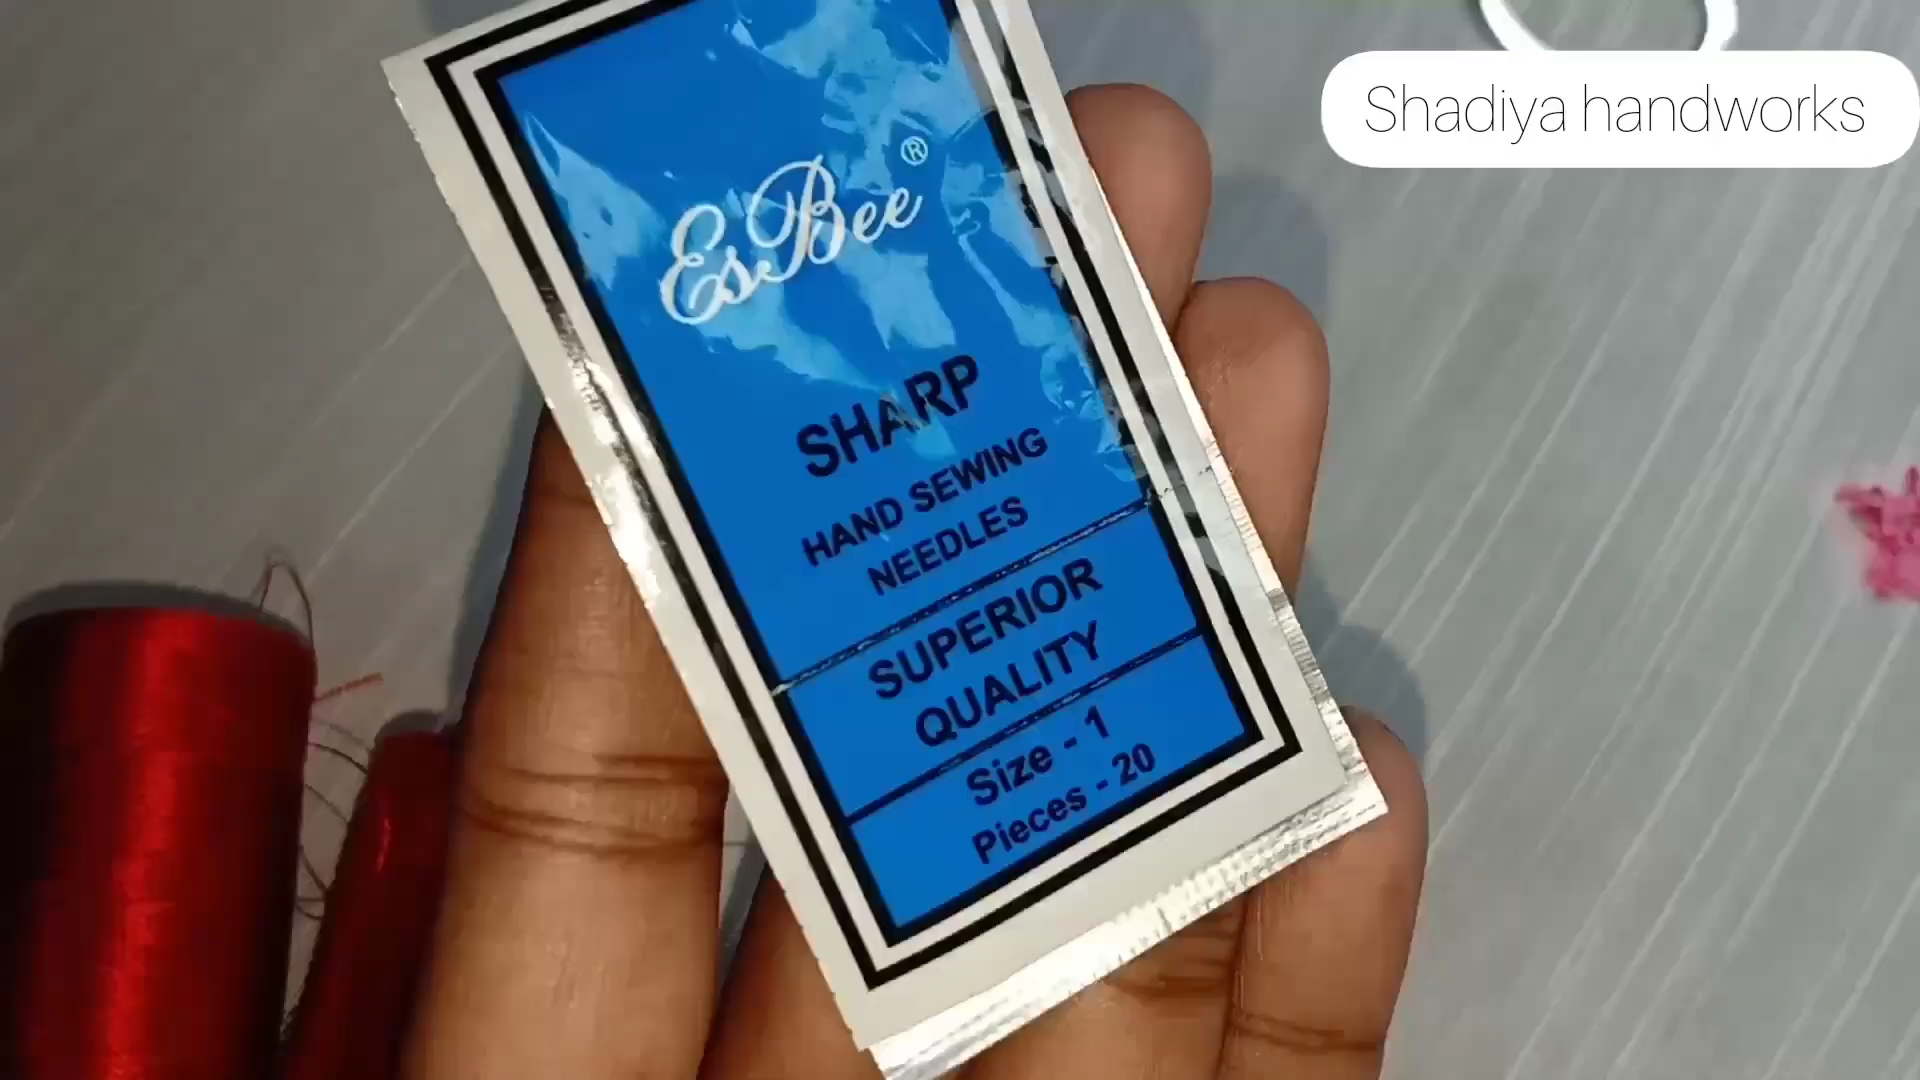 Shadiya handworks
EsBee®
SHARP
HAND SEWING
NEEDLES
SUPERIOR
QUALITY
Size - 1
Pieces - 20